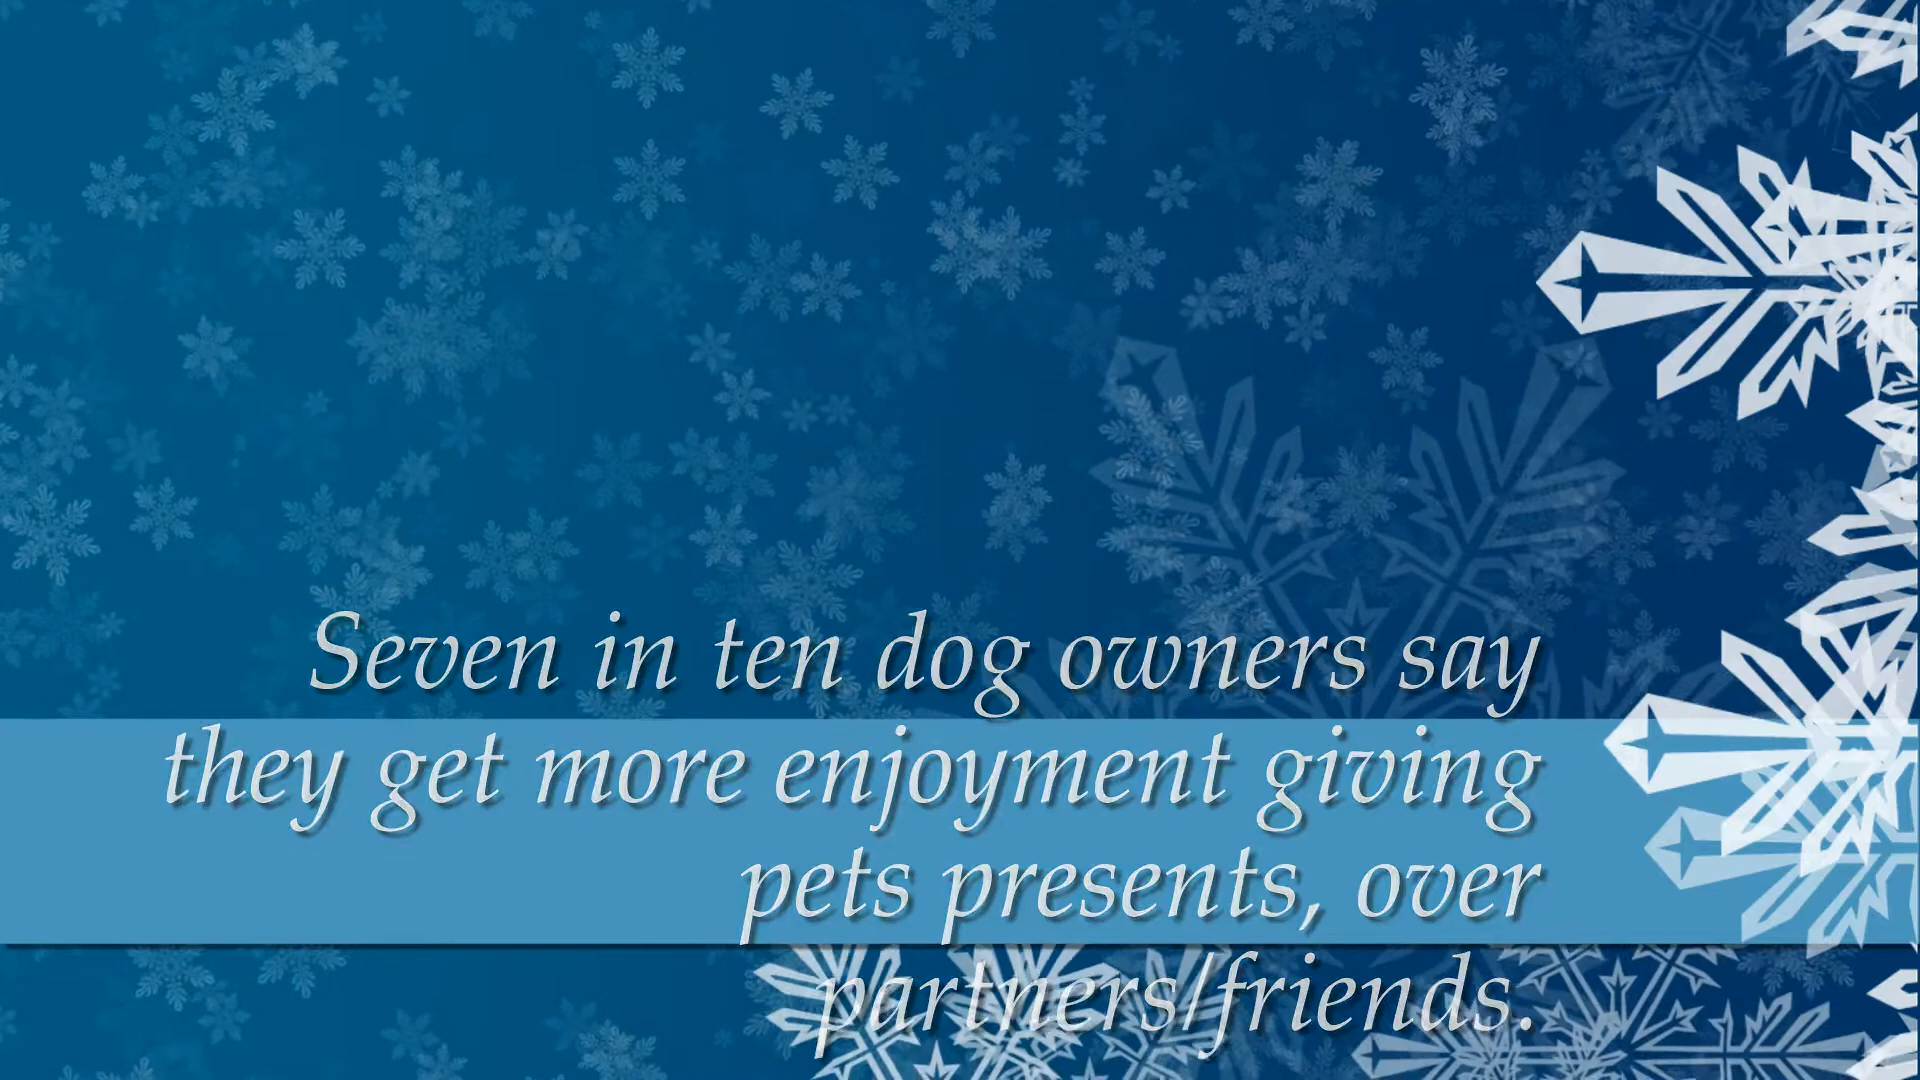 Seven in ten dog owners say
they get more enjoyment giving
pets presents, over
partners/friends.